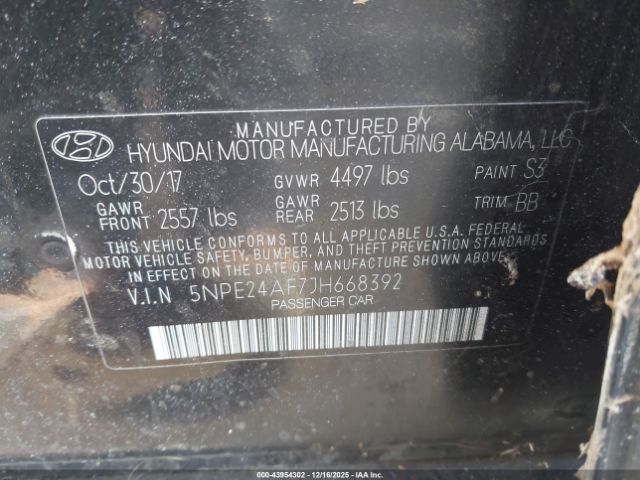 MANUFACTURED BY
HYUNDAI MOTOR MANUFACTURING ALABAMA, LLC
Oct/30/17 GVWR 4497 lbs PAINT S3
GAWR FRONT 2557 lbs GAWR REAR 2513 lbs TRIM BB
THIS VEHICLE CONFORMS TO ALL APPLICABLE U.S.A. FEDERAL
MOTOR VEHICLE SAFETY, BUMPER, AND THEFT PREVENTION STANDARDS
IN EFFECT ON THE DATE OF MANUFACTURE SHOWN ABOVE.
V.I.N 5NPE24AF7JH668392
PASSENGER CAR
000-43954302 - 12/16/2025 - IAAI.COM